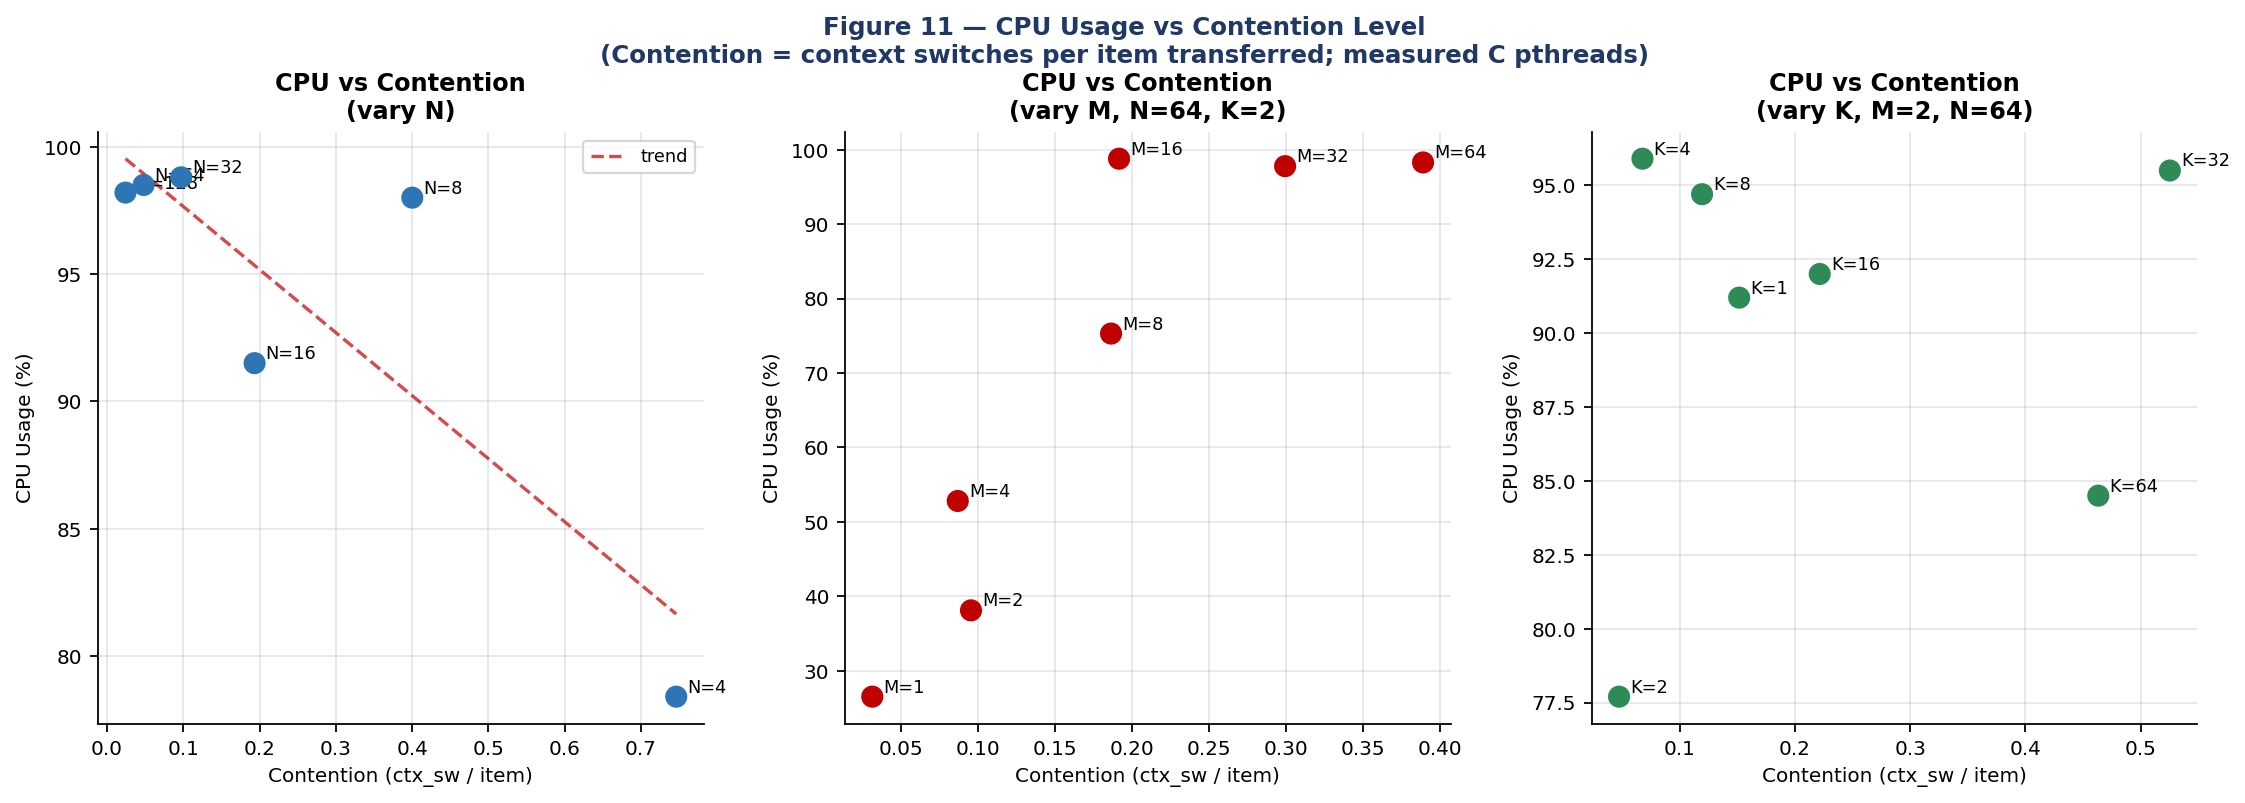 Figure 11 — CPU Usage vs Contention Level
(Contention = context switches per item transferred; measured C pthreads)
CPU vs Contention
(vary N)
CPU Usage (%)
100
95
90
85
80
trend
N=32
N=8
N=16
N=4
0.0 0.1 0.2 0.3 0.4 0.5 0.6 0.7
Contention (ctx_sw / item)
CPU vs Contention
(vary M, N=64, K=2)
CPU Usage (%)
100
90
80
70
60
50
40
30
M=16
M=32
M=64
M=8
M=4
M=2
M=1
0.05 0.10 0.15 0.20 0.25 0.30 0.35 0.40
Contention (ctx_sw / item)
CPU vs Contention
(vary K, M=2, N=64)
CPU Usage (%)
95.0
92.5
90.0
87.5
85.0
82.5
80.0
77.5
K=4
K=32
K=8
K=16
K=1
K=64
K=2
0.1 0.2 0.3 0.4 0.5
Contention (ctx_sw / item)